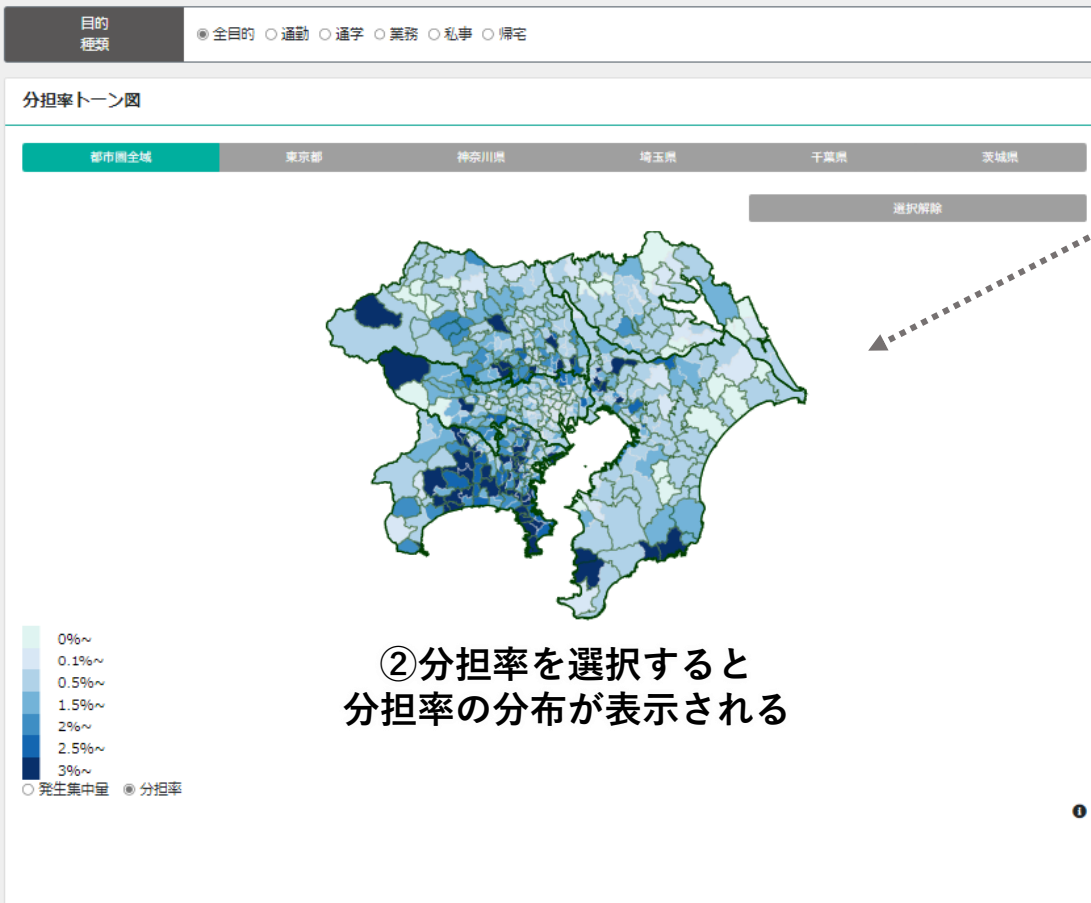 目的
種類
全目的 通勤 通学 業務 私事 帰宅
分担率トーン図
都市圏全域 東京都 神奈川県 埼玉県 千葉県 茨城県
選択解除
0%~
0.1%~
0.5%~
1.5%~
2%~
2.5%~
3%~
②分担率を選択すると
分担率の分布が表示される
発生集中量 分担率